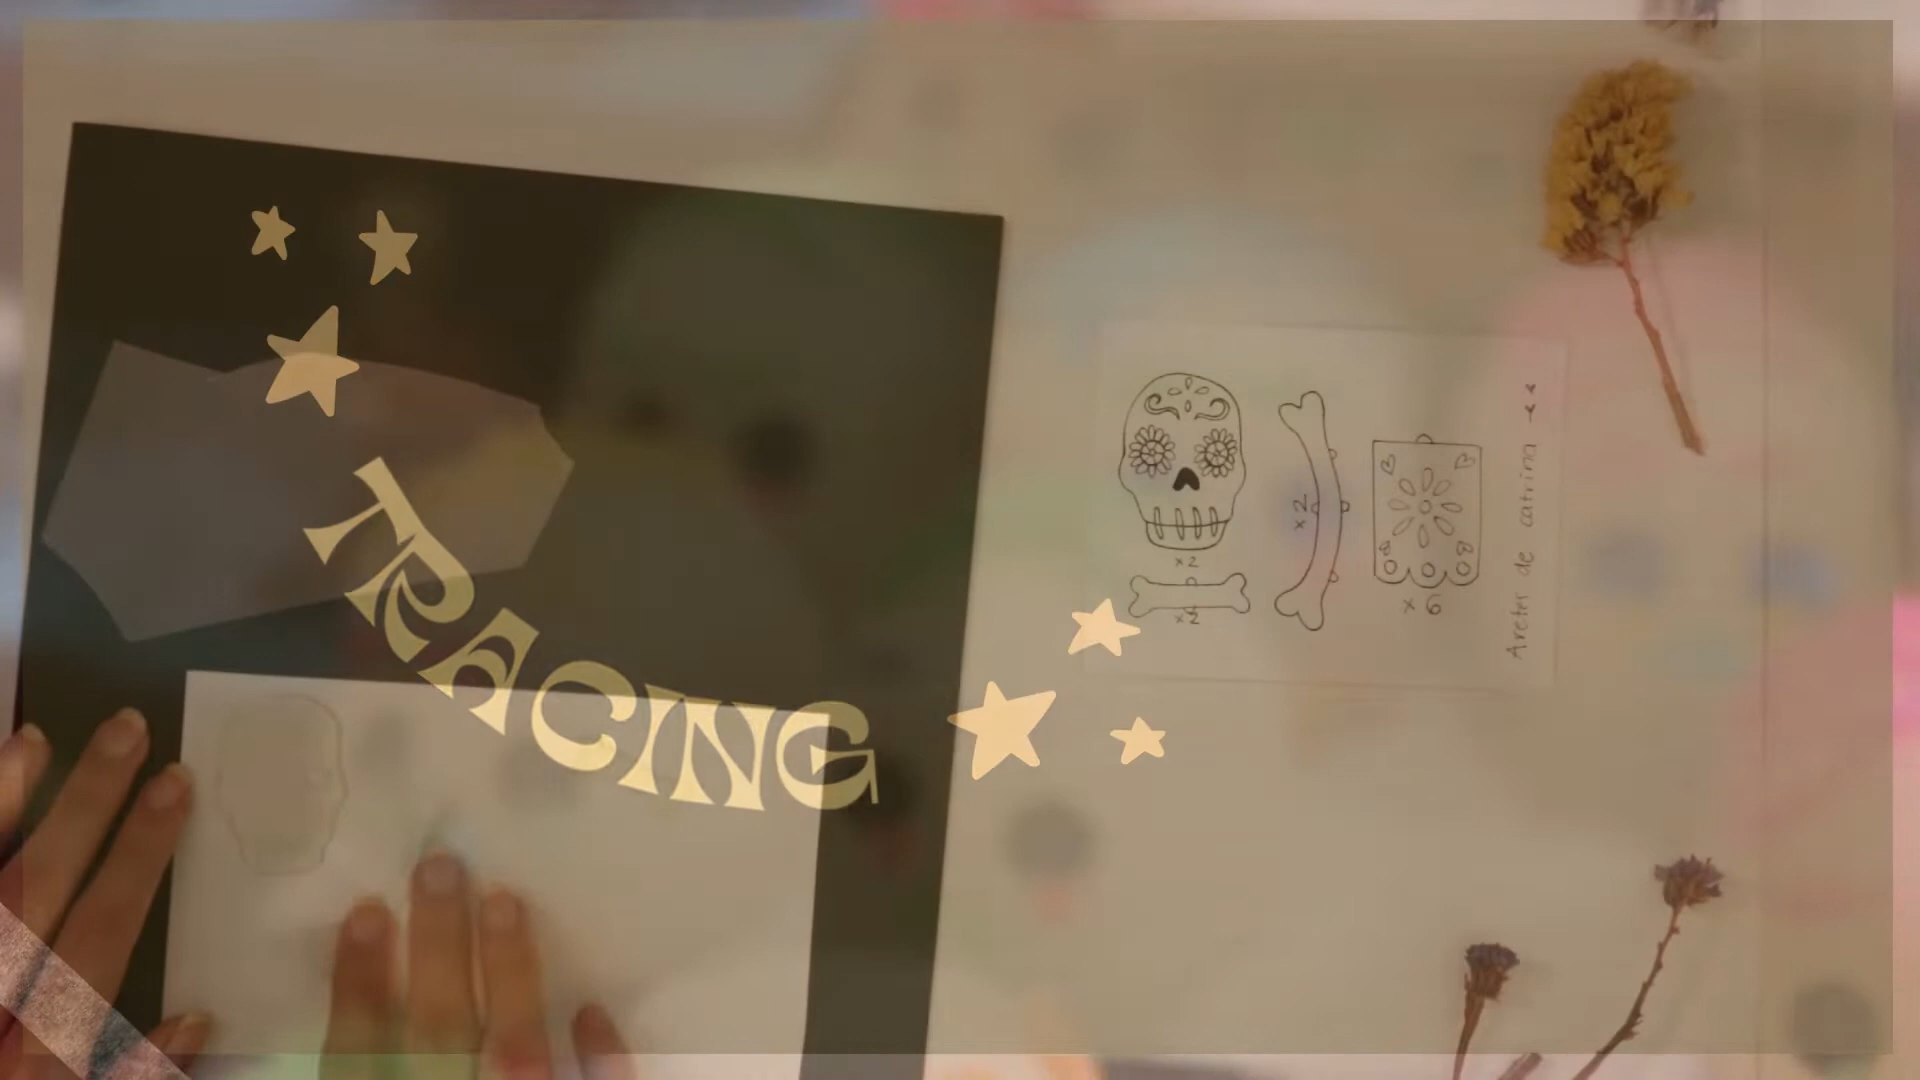 TRACING
x2
x2
x2
x6
Aretes de catrina